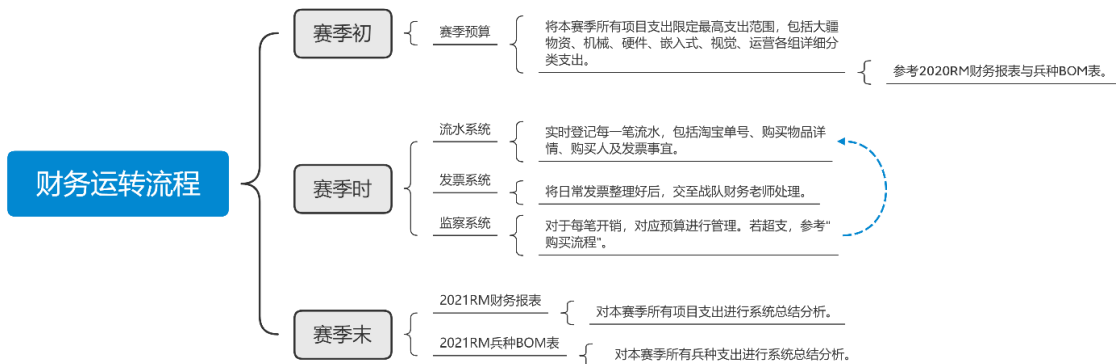 财务运转流程
赛季初
赛季预算
将本赛季所有项目支出限定最高支出范围，包括大疆
物资、机械、硬件、嵌入式、视觉、运营各组详细分
类支出。
参考2020RM财务报表与兵种BOM表。
赛季时
流水系统
实时登记每一笔流水，包括淘宝单号、购买物品详
情、购买人及发票事宜。
发票系统
将日常发票整理好后，交至战队财务老师处理。
监察系统
对于每笔开销，对应预算进行管理。若超支，参考“
购买流程”。
赛季末
2021RM财务报表
对本赛季所有项目支出进行系统总结分析。
2021RM兵种BOM表
对本赛季所有兵种支出进行系统总结分析。